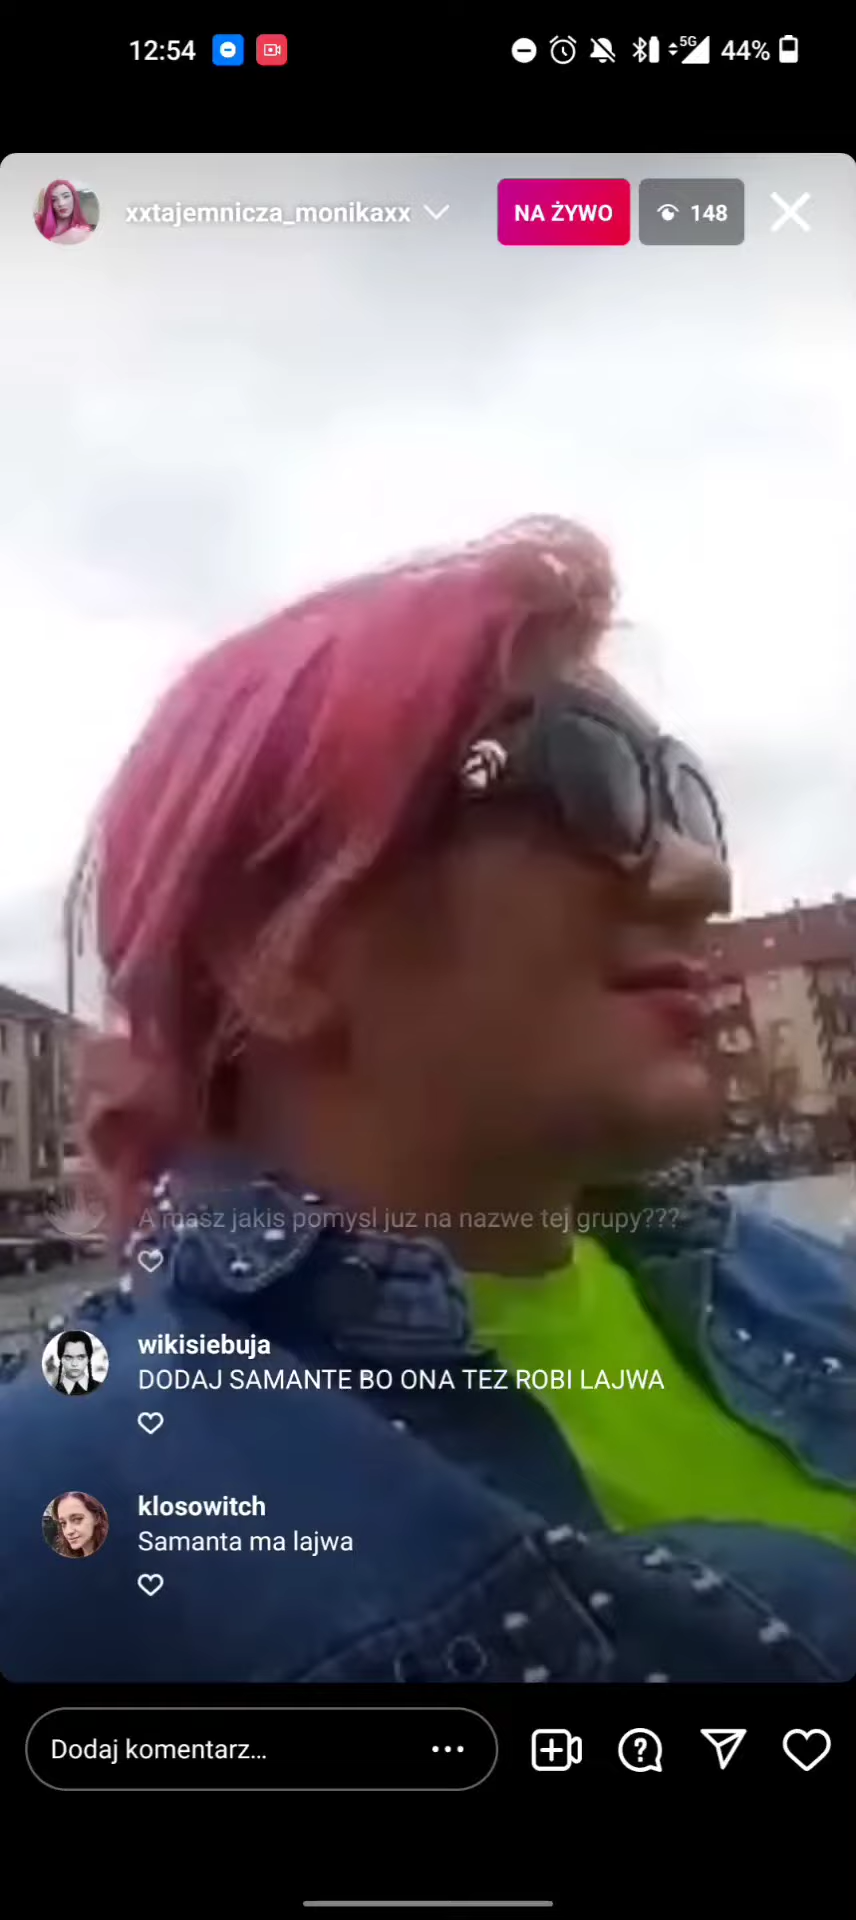 12:54
5G
44%
xxtajemnicza_monikaxx
NA ŻYWO
148
A masz jakis pomysl juz na nazwe tej grupy???
wikisiebuja
DODAJ SAMANTE BO ONA TEZ ROBI LAJWA
klosowitch
Samanta ma lajwa
Dodaj komentarz...